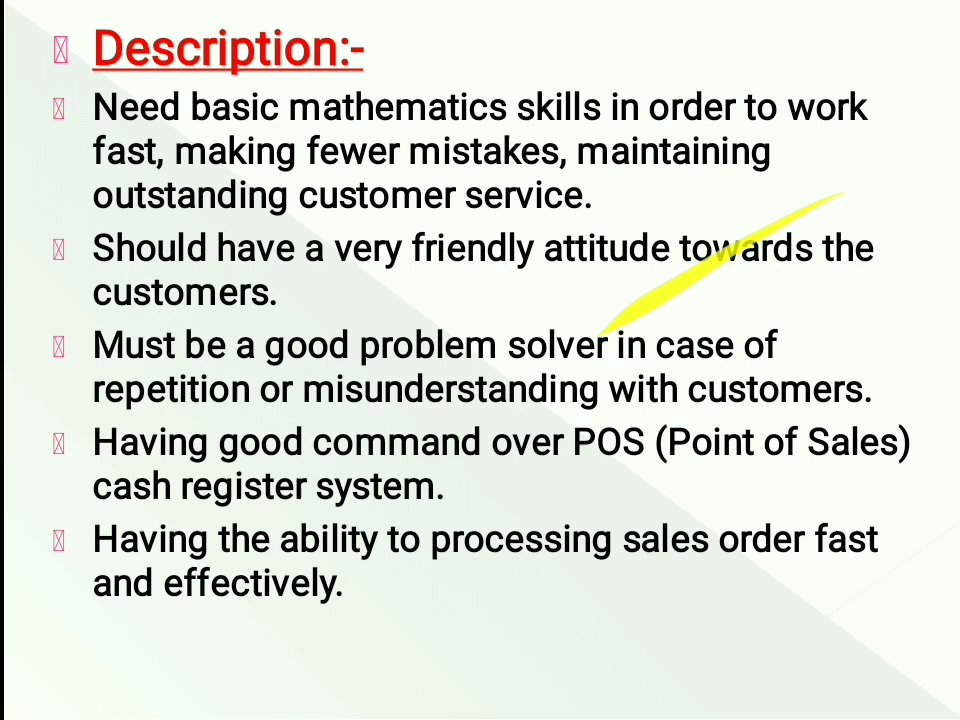 Description:-
Need basic mathematics skills in order to work
fast, making fewer mistakes, maintaining
outstanding customer service.
Should have a very friendly attitude towards the
customers.
Must be a good problem solver in case of
repetition or misunderstanding with customers.
Having good command over POS (Point of Sales)
cash register system.
Having the ability to processing sales order fast
and effectively.